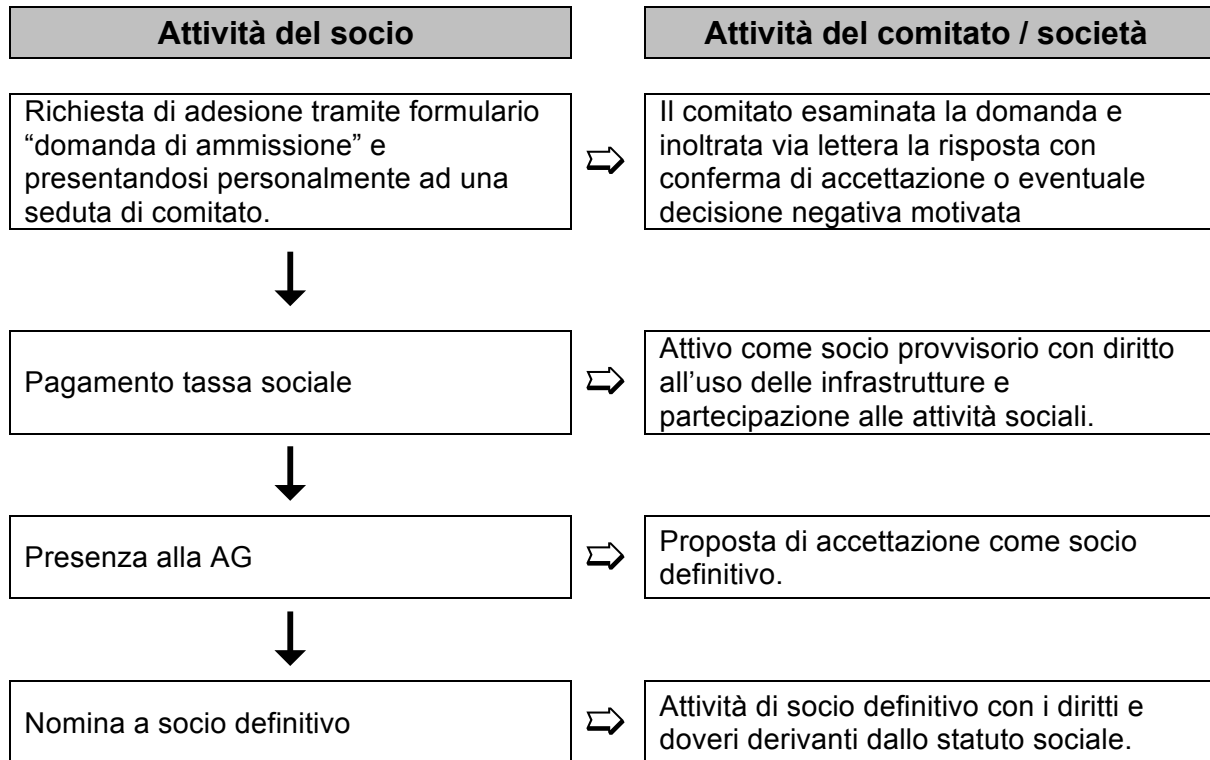 Attività del socio
Attività del comitato / società
Richiesta di adesione tramite formulario
“domanda di ammissione” e
presentandosi personalmente ad una
seduta di comitato.
Il comitato esaminata la domanda e
inoltrata via lettera la risposta con
conferma di accettazione o eventuale
decisione negativa motivata
Pagamento tassa sociale
Attivo come socio provvisorio con diritto
all’uso delle infrastrutture e
partecipazione alle attività sociali.
Presenza alla AG
Proposta di accettazione come socio
definitivo.
Nomina a socio definitivo
Attività di socio definitivo con i diritti e
doveri derivanti dallo statuto sociale.